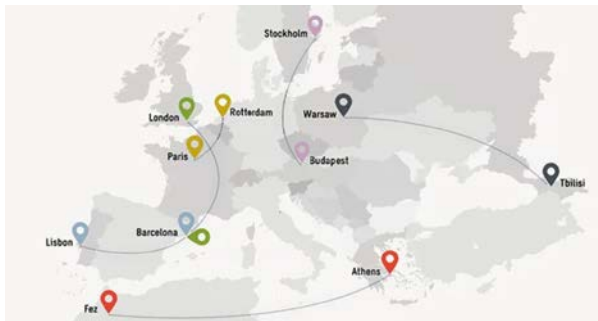 Stockholm
London
Rotterdam
Warsaw
Paris
Budapest
Tbilisi
Barcelona
Lisbon
Athens
Fez